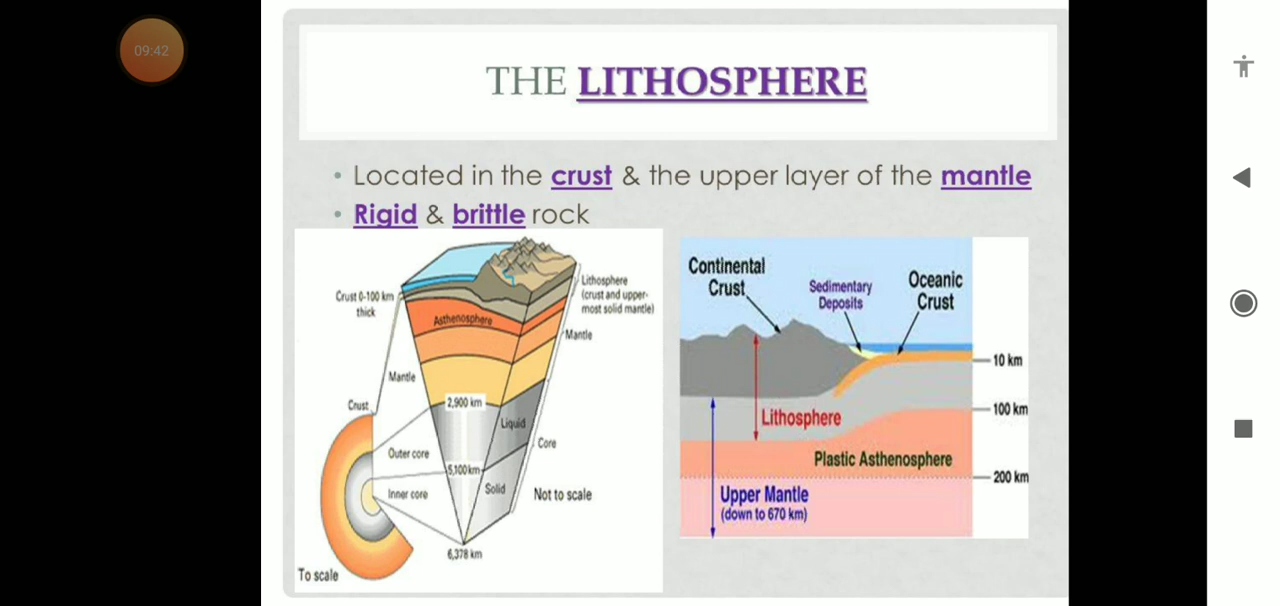 09:42
THE LITHOSPHERE
• Located in the crust & the upper layer of the mantle
• Rigid & brittle rock
Crust 0-100 km
thick
Asthenosphere
Lithosphere
(crust and upper-
most solid mantle)
Mantle
Mantle
Crust
2,900 km
Liquid
Core
Outer core
5,100km
Inner core
Solid
Not to scale
6,378 km
To scale
Continental
Crust
Sedimentary
Deposits
Oceanic
Crust
10 km
100 km
Lithosphere
Plastic Asthenosphere
200 km
Upper Mantle
(down to 670 km)